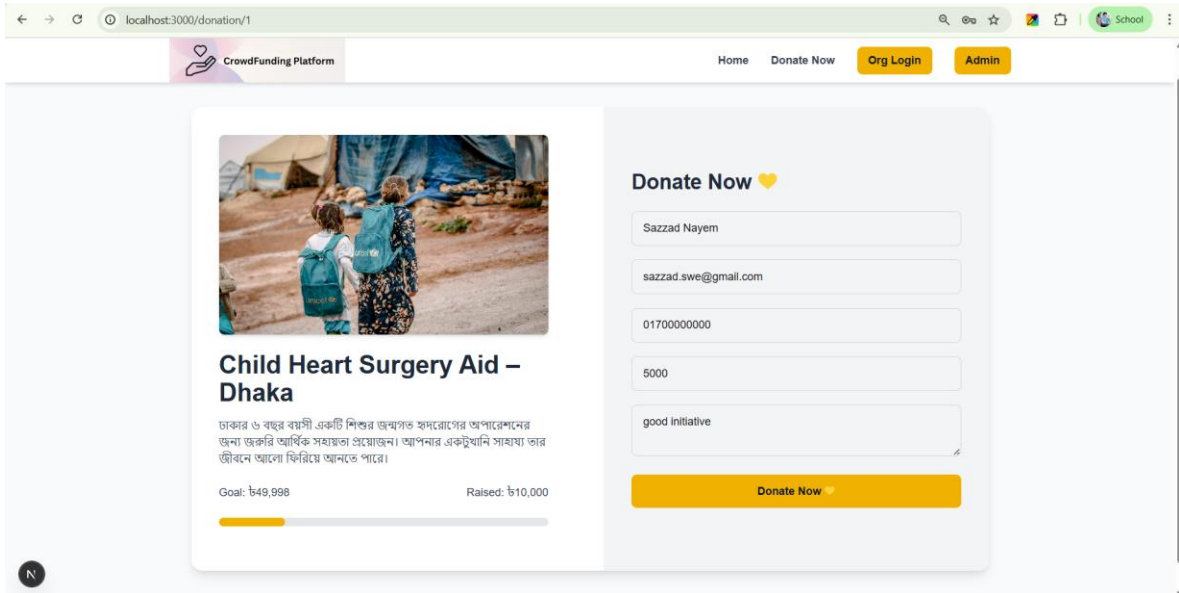 localhost:3000/donation/1
School
CrowdFunding Platform
Home
Donate Now
Org Login
Admin
unicef
Child Heart Surgery Aid –
Dhaka
ঢাকার ৬ বছর বয়সী একটি শিশুর জন্মগত হৃদরোগের অপারেশনের
জন্য জরুরি আর্থিক সহায়তা প্রয়োজন। আপনার একটুখানি সাহায্য তার
জীবনে আলো ফিরিয়ে আনতে পারে।
Goal: ৳49,998
Raised: ৳10,000
Donate Now 💛
Sazzad Nayem
sazzad.swe@gmail.com
01700000000
5000
good initiative
Donate Now 💛
N